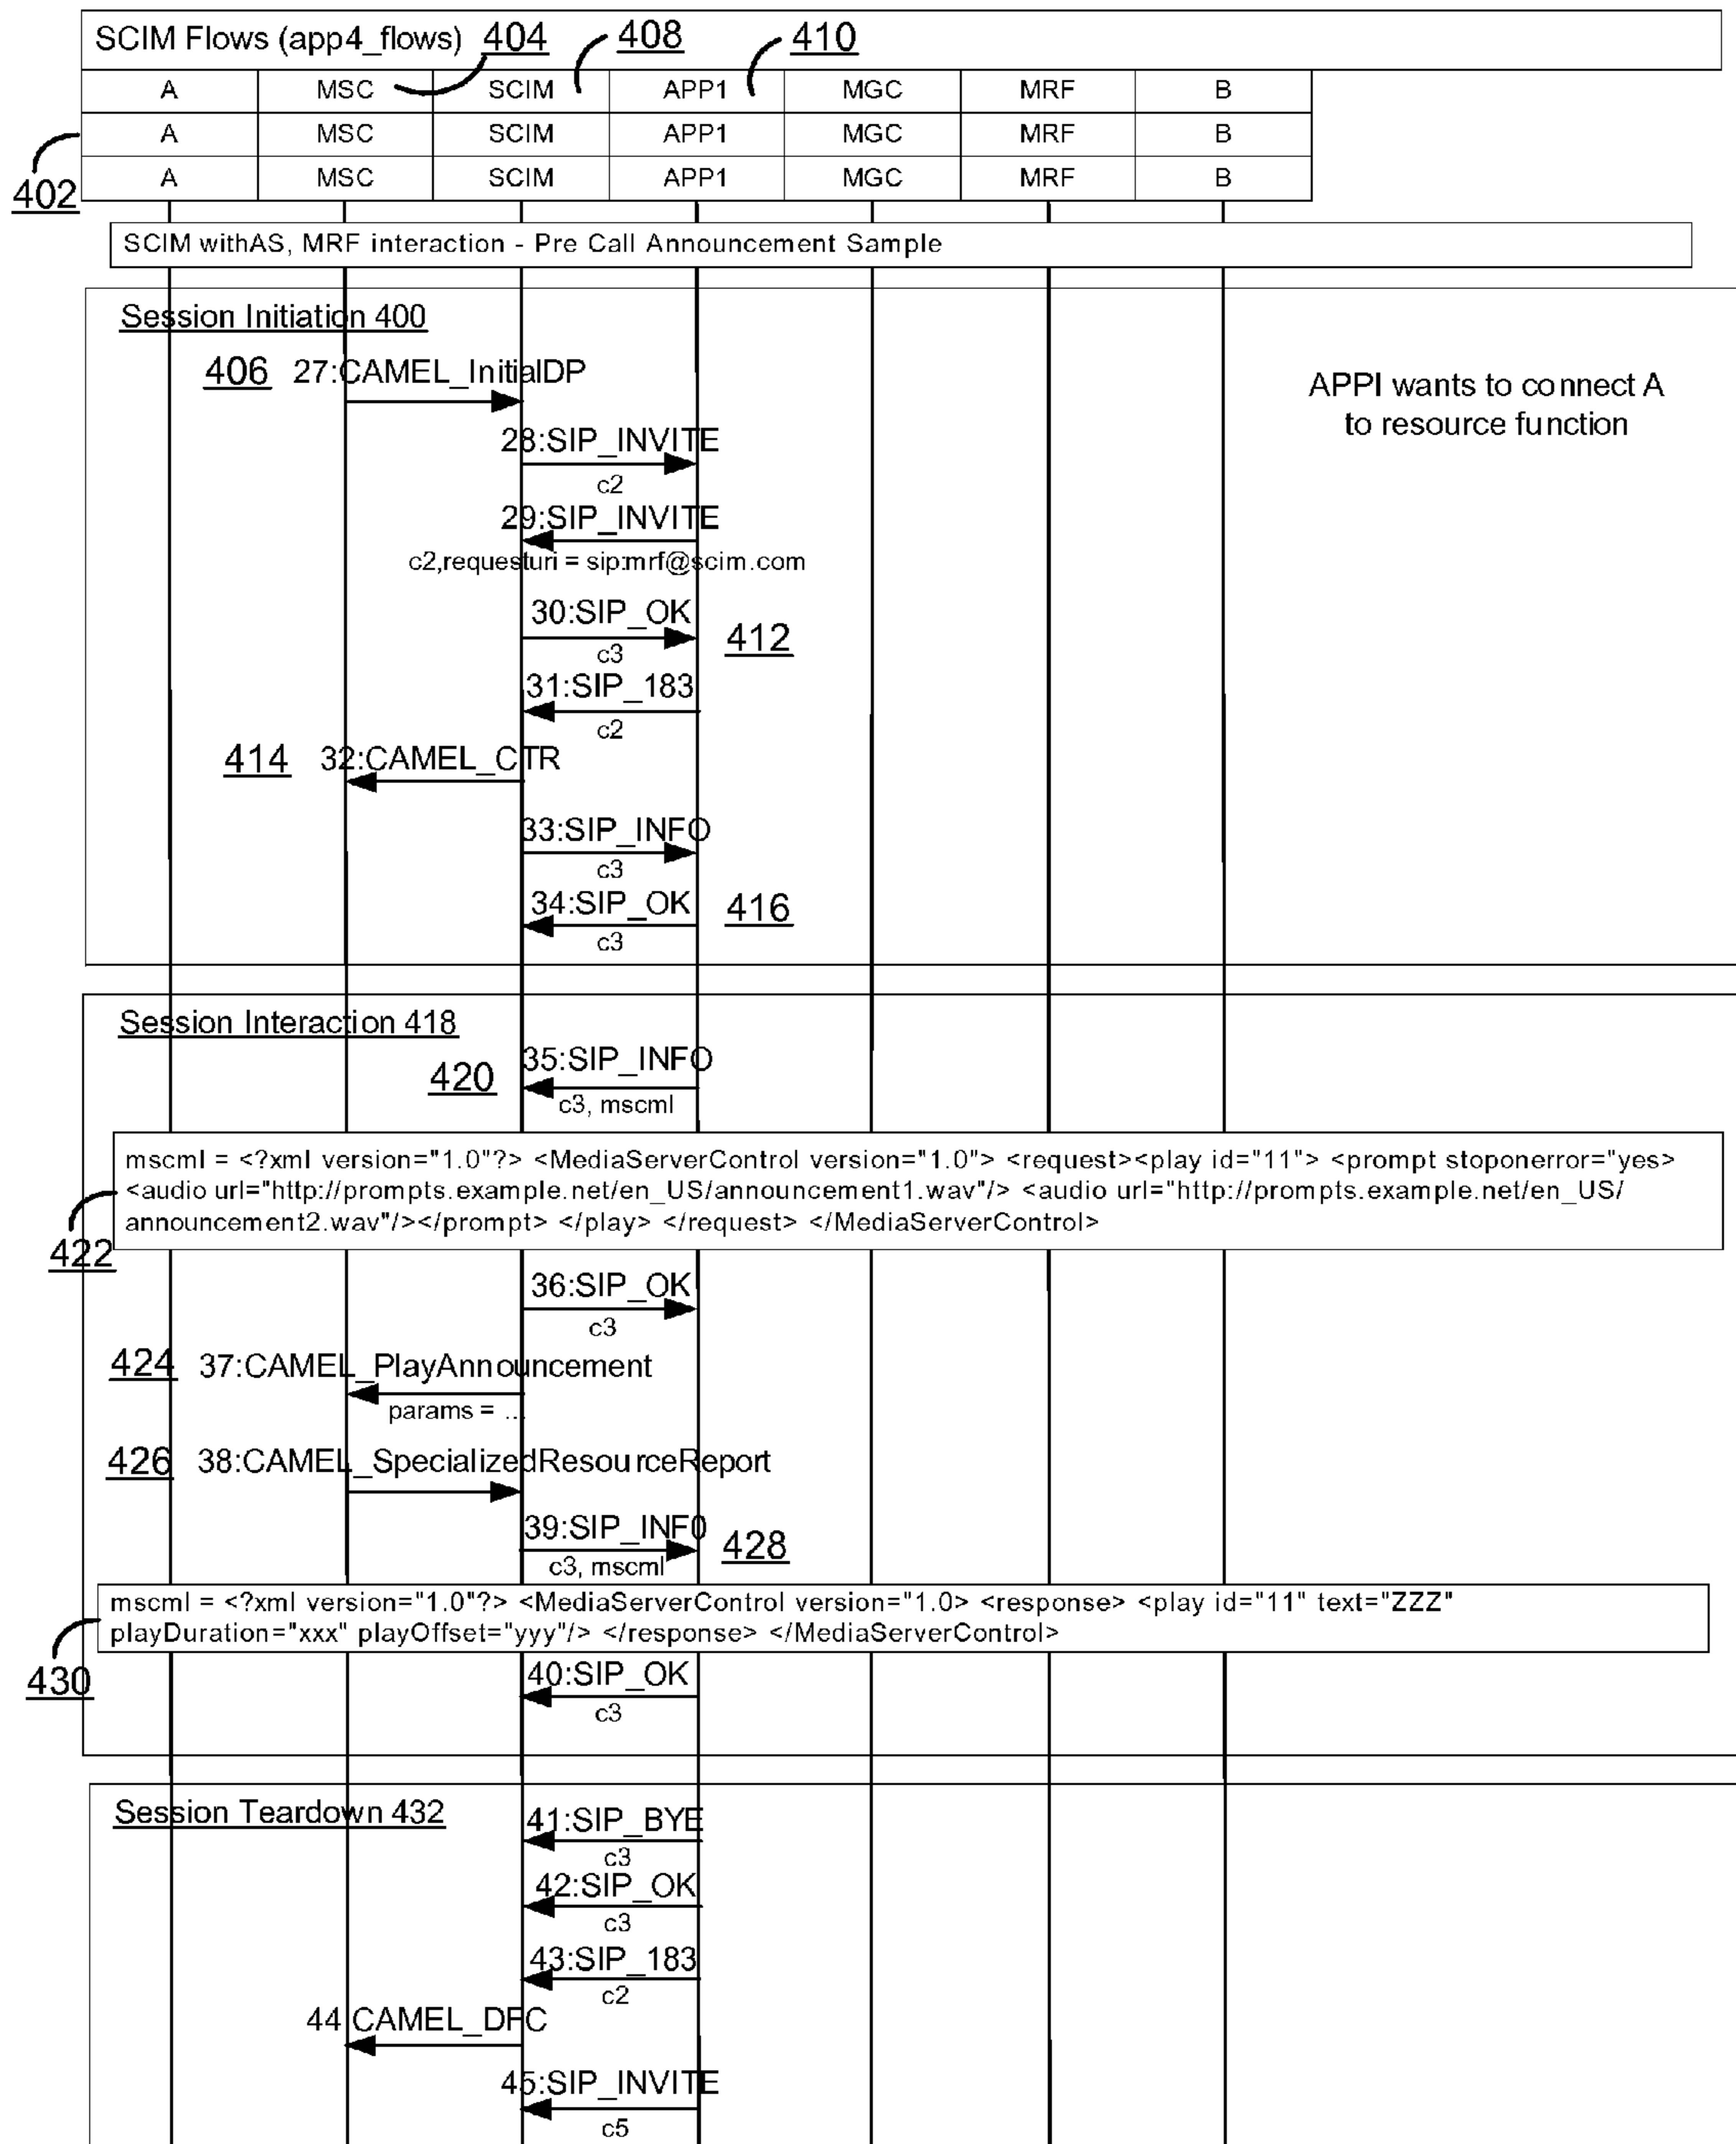 SCIM Flows (app4_flows) 404 408 410
A MSC SCIM APP1 MGC MRF B
A MSC SCIM APP1 MGC MRF B
A MSC SCIM APP1 MGC MRF B
402
SCIM withAS, MRF interaction - Pre Call Announcement Sample
Session Initiation 400
406 27:CAMEL_InitialDP
APPI wants to connect A
to resource function
28:SIP_INVITE
c2
29:SIP_INVITE
c2,requesturi = sip:mrf@scim.com
30:SIP_OK
412
c3
31:SIP_183
c2
414 32:CAMEL_CTR
33:SIP_INFO
c3
34:SIP_OK 416
c3
Session Interaction 418
35:SIP_INFO
420
c3, mscml
mscml = <?xml version="1.0"?> <MediaServerControl version="1.0"> <request><play id="11"> <prompt stoponerror="yes>
<audio url="http://prompts.example.net/en_US/announcement1.wav"/> <audio url="http://prompts.example.net/en_US/
announcement2.wav"/></prompt> </play> </request> </MediaServerControl>
422
36:SIP_OK
c3
424 37:CAMEL_PlayAnnouncement
params = ...
426 38:CAMEL_SpecializedResourceReport
39:SIP_INF0 428
c3, mscml
mscml = <?xml version="1.0"?> <MediaServerControl version="1.0> <response> <play id="11" text="ZZZ"
playDuration="xxx" playOffset="yyy"/> </response> </MediaServerControl>
430
40:SIP_OK
c3
Session Teardown 432
41:SIP_BYE
c3
42:SIP_OK
c3
43:SIP_183
c2
44 CAMEL_DFC
45:SIP_INVITE
c5